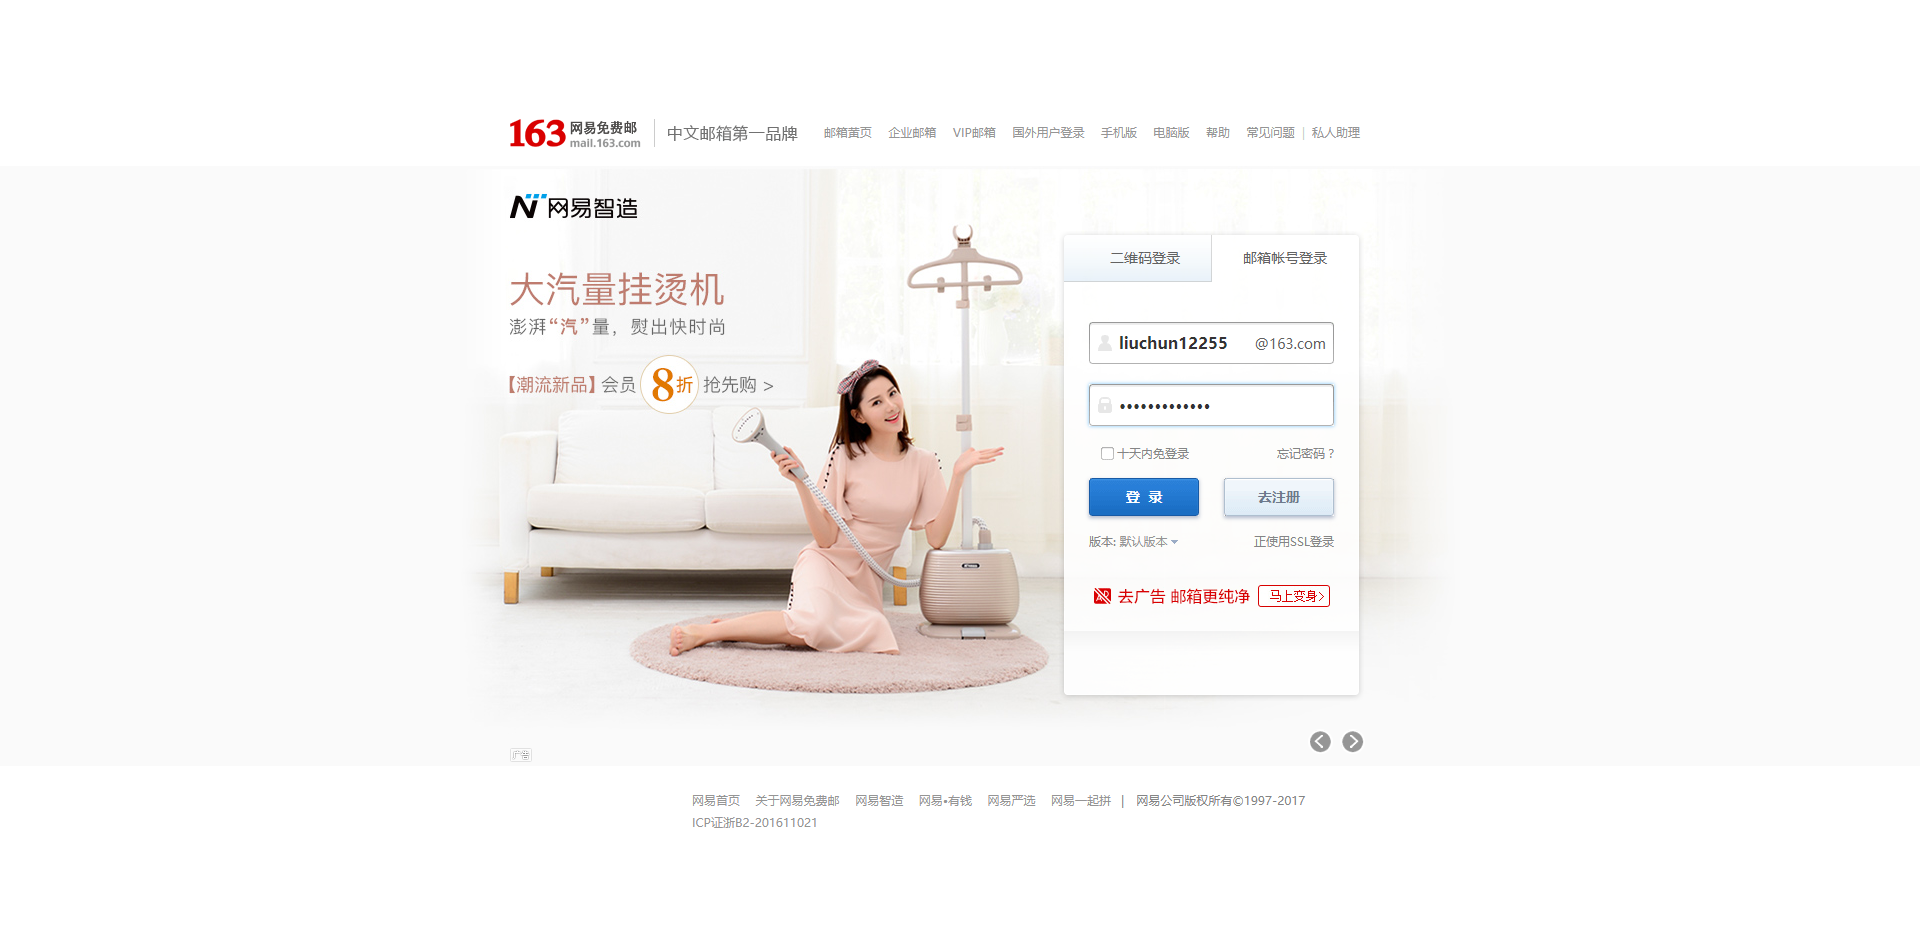 163 网易免费邮 mail.163.com 中文邮箱第一品牌 邮箱黄页 企业邮箱 VIP邮箱 国外用户登录 手机版 电脑版 帮助 常见问题 | 私人助理
网易智造
大汽量挂烫机
澎湃“汽”量，熨出快时尚
【潮流新品】会员 8折 抢先购 >
二维码登录 邮箱帐号登录
liuchun12255 @163.com
•••••••••••••
十天内免登录 忘记密码？
登 录 去注册
版本: 默认版本 正使用SSL登录
去广告 邮箱更纯净 马上变身>
广告
网易首页 关于网易免费邮 网易智造 网易•有钱 网易严选 网易一起拼 | 网易公司版权所有©1997-2017
ICP证浙B2-201611021